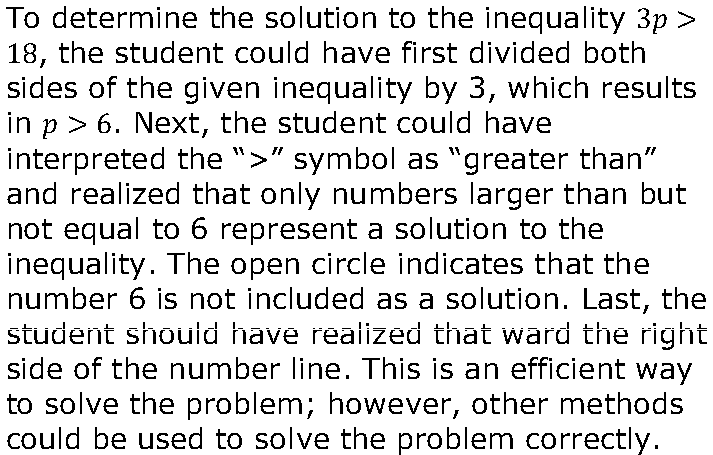 To determine the solution to the inequality 3p >
18, the student could have first divided both
sides of the given inequality by 3, which results
in p > 6. Next, the student could have
interpreted the “>” symbol as “greater than”
and realized that only numbers larger than but
not equal to 6 represent a solution to the
inequality. The open circle indicates that the
number 6 is not included as a solution. Last, the
student should have realized that ward the right
side of the number line. This is an efficient way
to solve the problem; however, other methods
could be used to solve the problem correctly.